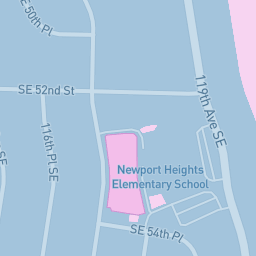 SE 50th Pl
SE 52nd St
119th Ave SE
116th Pl SE
Newport Heights
Elementary School
SE 54th Pl